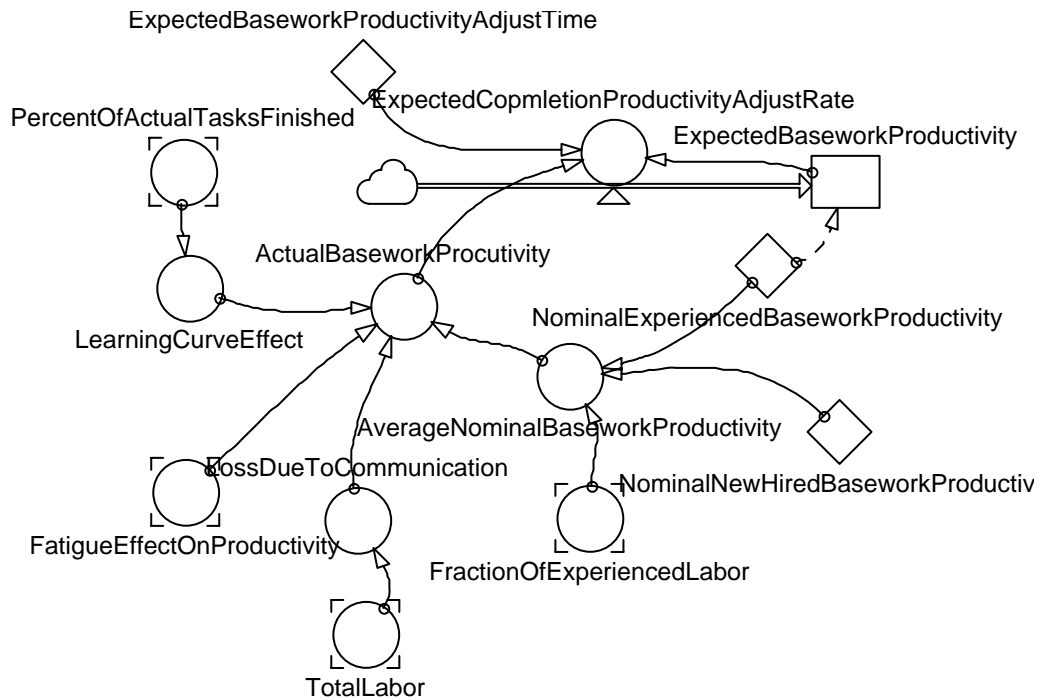 ExpectedBaseworkProductivityAdjustTime
ExpectedCopmletionProductivityAdjustRate
PercentOfActualTasksFinished
ExpectedBaseworkProductivity
ActualBaseworkProcutivity
NominalExperiencedBaseworkProductivity
LearningCurveEffect
AverageNominalBaseworkProductivity
LossDueToCommunication
NominalNewHiredBaseworkProductiv
FatigueEffectOnProductivity
FractionOfExperiencedLabor
TotalLabor